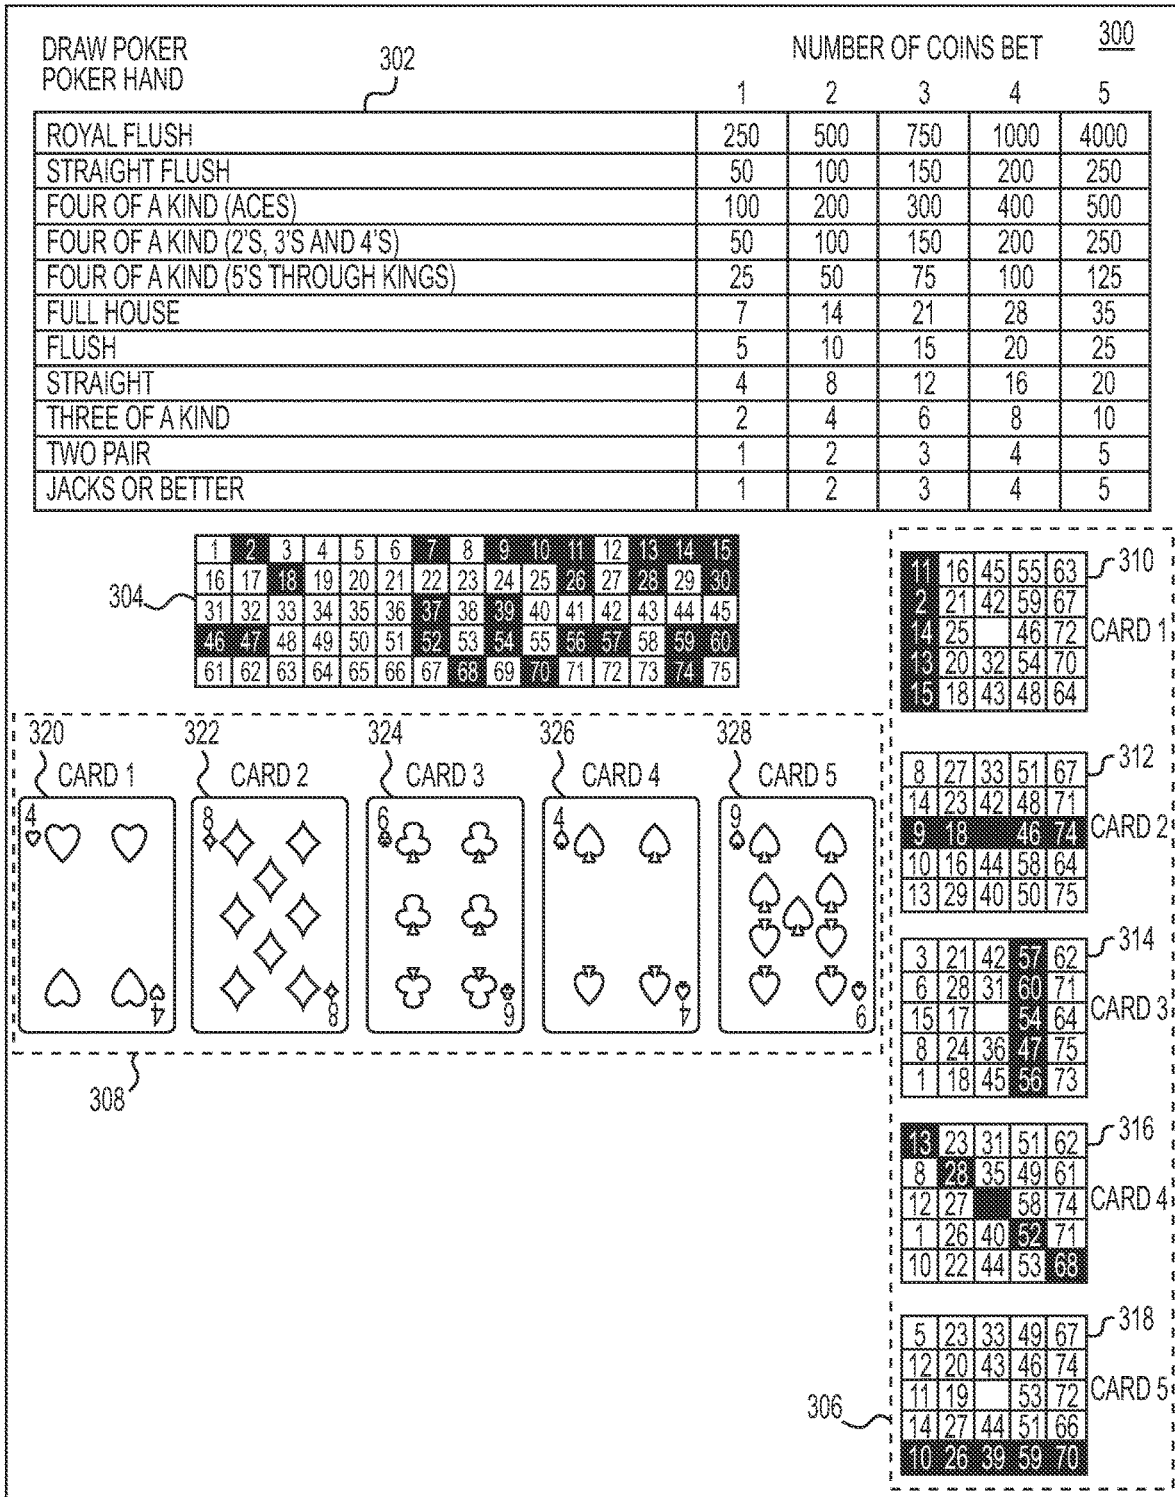 DRAW POKER
POKER HAND
302
NUMBER OF COINS BET
300
1 2 3 4 5
ROYAL FLUSH 250 500 750 1000 4000
STRAIGHT FLUSH 50 100 150 200 250
FOUR OF A KIND (ACES) 100 200 300 400 500
FOUR OF A KIND (2'S, 3'S AND 4'S) 50 100 150 200 250
FOUR OF A KIND (5'S THROUGH KINGS) 25 50 75 100 125
FULL HOUSE 7 14 21 28 35
FLUSH 5 10 15 20 25
STRAIGHT 4 8 12 16 20
THREE OF A KIND 2 4 6 8 10
TWO PAIR 1 2 3 4 5
JACKS OR BETTER 1 2 3 4 5
304
1 2 3 4 5 6 7 8 9 10 11 12 13 14 15
16 17 18 19 20 21 22 23 24 25 26 27 28 29 30
31 32 33 34 35 36 37 38 39 40 41 42 43 44 45
46 47 48 49 50 51 52 53 54 55 56 57 58 59 60
61 62 63 64 65 66 67 68 69 70 71 72 73 74 75
310
11 16 45 55 63
2 21 42 59 67
14 25 46 72
13 20 32 54 70
15 18 43 48 64
CARD 1
312
8 27 33 51 67
14 23 42 48 71
9 18 46 74
10 16 44 58 64
13 29 40 50 75
CARD 2
314
3 21 42 57 62
6 28 31 60 71
15 17 54 64
8 24 36 47 75
1 18 45 56 73
CARD 3
316
13 23 31 51 62
8 28 35 49 61
12 27 58 74
1 26 40 52 71
10 22 44 53 68
CARD 4
318
5 23 33 49 67
12 20 43 46 74
11 19 53 72
14 27 44 51 66
10 26 39 59 70
CARD 5
306
320 322 324 326 328
CARD 1 CARD 2 CARD 3 CARD 4 CARD 5
4 8 6 4 9
4 8 6 4 9
308